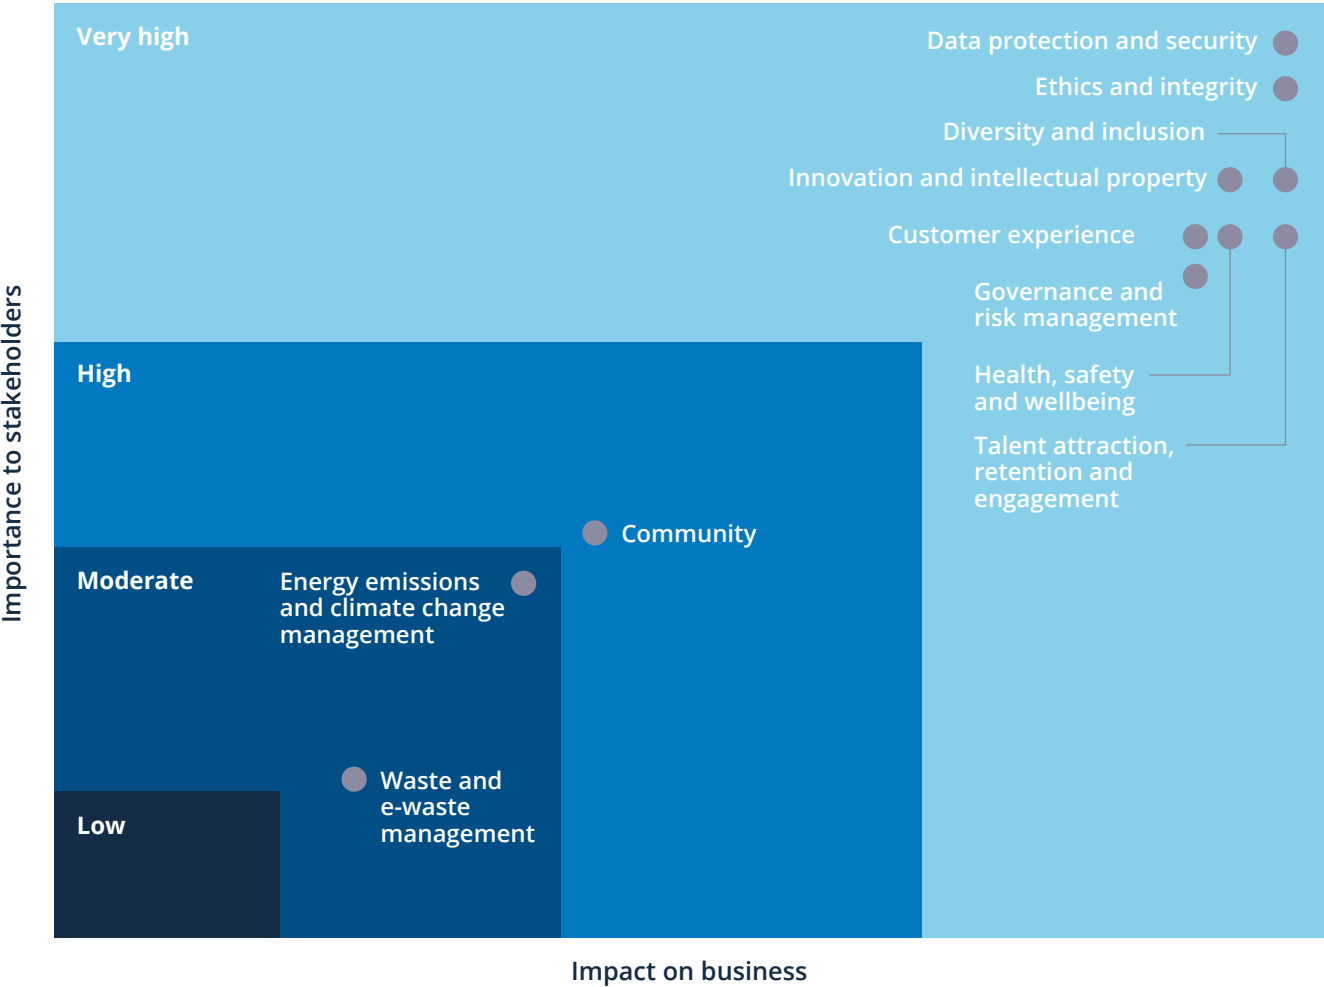 Very high
Data protection and security
Ethics and integrity
Diversity and inclusion
Innovation and intellectual property
Customer experience
Governance and
risk management
High
Health, safety
and wellbeing
Talent attraction,
retention and
engagement
Community
Moderate
Energy emissions
and climate change
management
Waste and
e-waste
management
Low
Importance to stakeholders
Impact on business